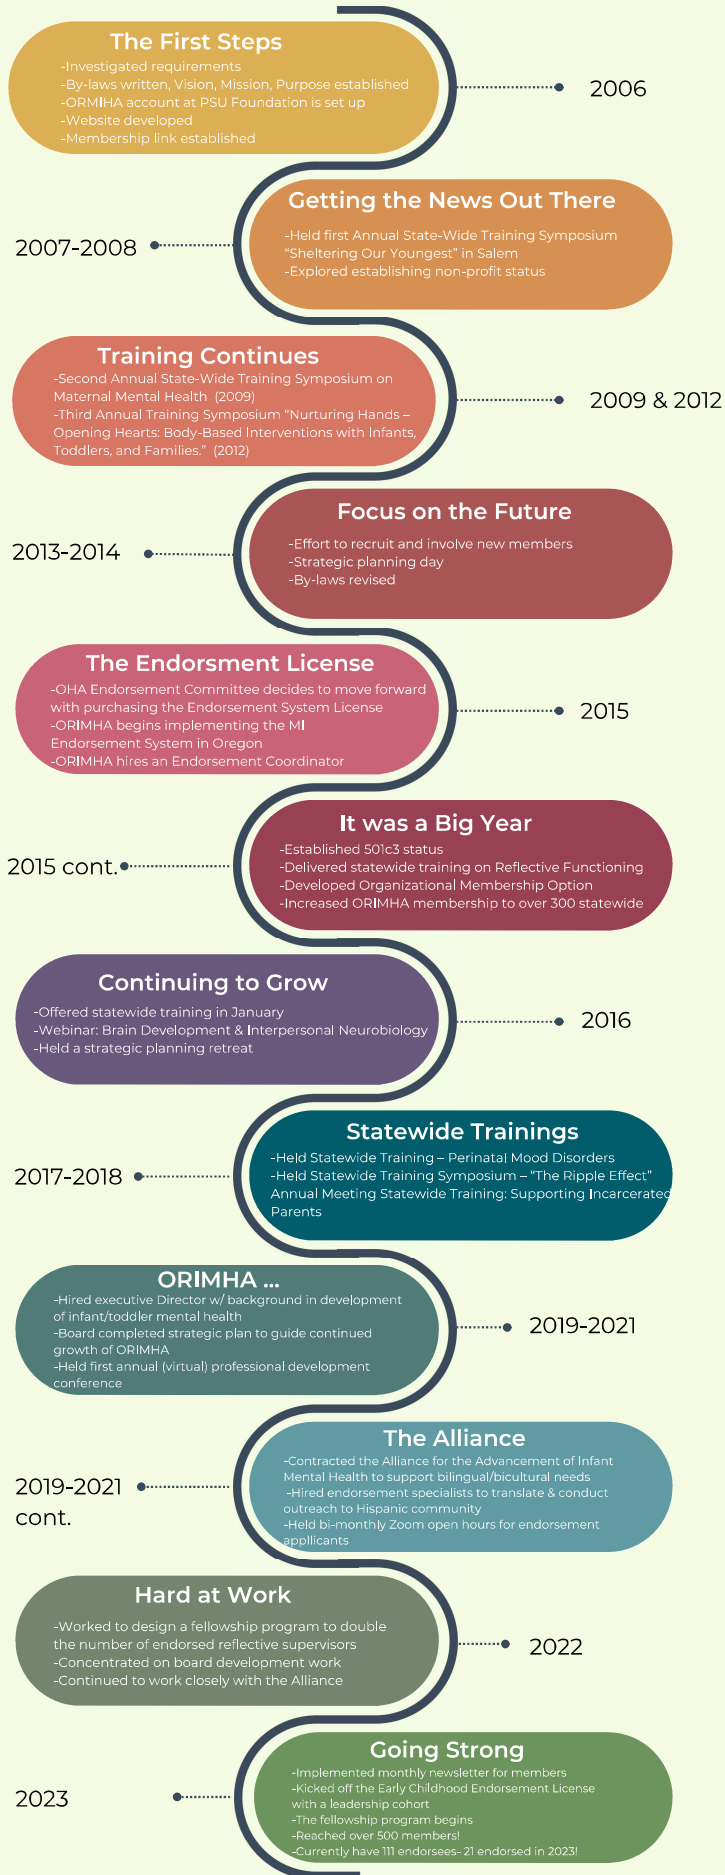 The First Steps
-Investigated requirements
-By-laws written, Vision, Mission, Purpose established
-ORMIHA account at PSU Foundation is set up
-Website developed
-Membership link established
2006
Getting the News Out There
-Held first Annual State-Wide Training Symposium
“Sheltering Our Youngest” in Salem
-Explored establishing non-profit status
2007-2008
Training Continues
-Second Annual State-Wide Training Symposium on
Maternal Mental Health (2009)
-Third Annual Training Symposium “Nurturing Hands –
Opening Hearts: Body-Based Interventions with Infants,
Toddlers, and Families.” (2012)
2009 & 2012
Focus on the Future
-Effort to recruit and involve new members
-Strategic planning day
-By-laws revised
2013-2014
The Endorsment License
-OHA Endorsement Committee decides to move forward
with purchasing the Endorsement System License
-ORIMHA begins implementing the MI
Endorsement System in Oregon
-ORIMHA hires an Endorsement Coordinator
2015
It was a Big Year
-Established 501c3 status
-Delivered statewide training on Reflective Functioning
-Developed Organizational Membership Option
-Increased ORIMHA membership to over 300 statewide
2015 cont.
Continuing to Grow
-Offered statewide training in January
-Webinar: Brain Development & Interpersonal Neurobiology
-Held a strategic planning retreat
2016
Statewide Trainings
-Held Statewide Training – Perinatal Mood Disorders
-Held Statewide Training Symposium – “The Ripple Effect”
Annual Meeting Statewide Training: Supporting Incarcerated
Parents
2017-2018
ORIMHA ...
-Hired executive Director w/ background in development
of infant/toddler mental health
-Board completed strategic plan to guide continued
growth of ORIMHA
-Held first annual (virtual) professional development
conference
2019-2021
The Alliance
-Contracted the Alliance for the Advancement of Infant
Mental Health to support bilingual/bicultural needs
-Hired endorsement specialists to translate & conduct
outreach to Hispanic community
-Held bi-monthly Zoom open hours for endorsement
appllicants
2019-2021
cont.
Hard at Work
-Worked to design a fellowship program to double
the number of endorsed reflective supervisors
-Concentrated on board development work
-Continued to work closely with the Alliance
2022
Going Strong
-Implemented monthly newsletter for members
-Kicked off the Early Childhood Endorsement License
with a leadership cohort
-The fellowship program begins
-Reached over 500 members!
-Currently have 111 endorsees- 21 endorsed in 2023!
2023